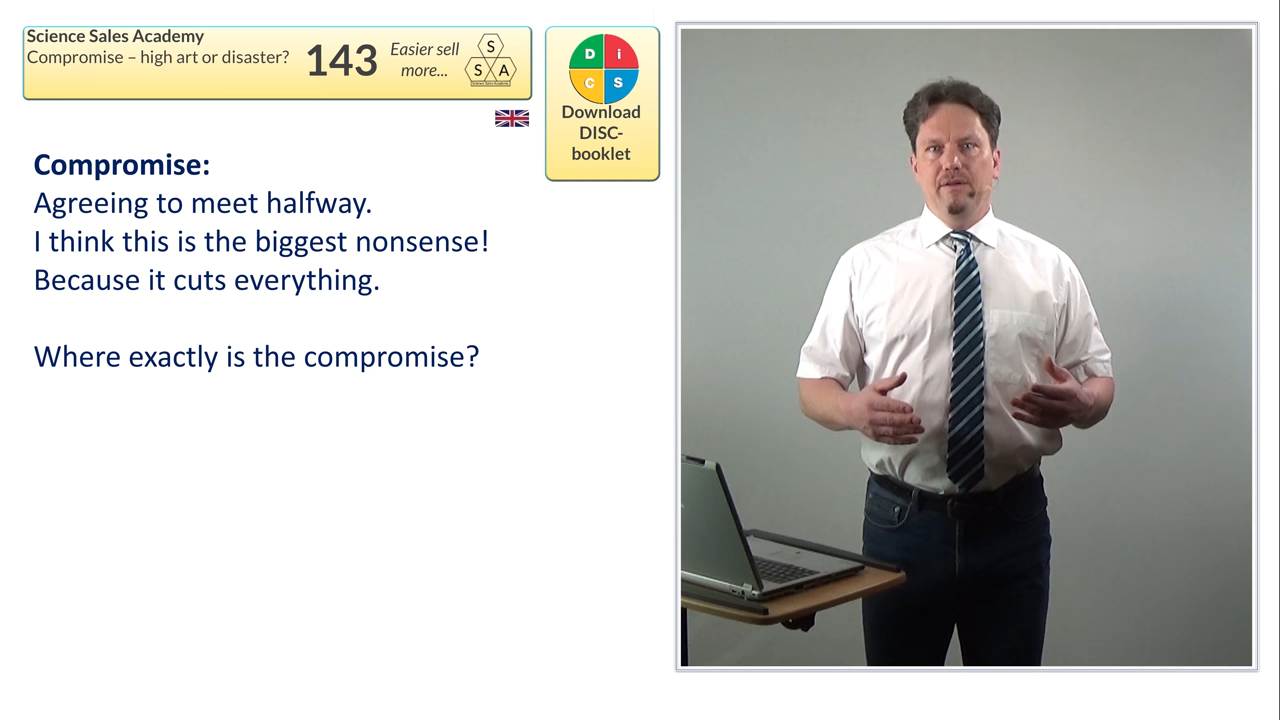 Science Sales Academy
Compromise – high art or disaster?
143
Easier sell
more...
S
S A
D i
C S
Download
DISC-
booklet
Compromise:
Agreeing to meet halfway.
I think this is the biggest nonsense!
Because it cuts everything.
Where exactly is the compromise?